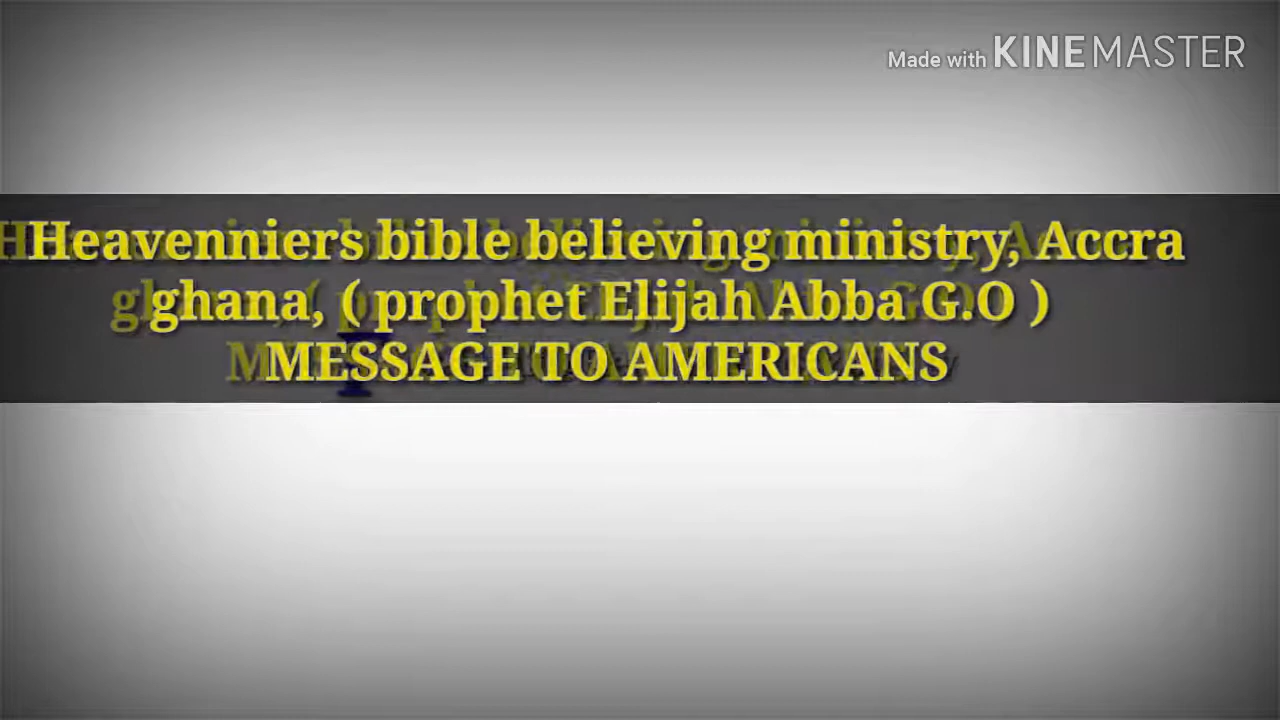 Made with KINEMASTER
Heavenniers bible believing ministry, Accra
ghana, ( prophet Elijah Abba G.O )
MESSAGE TO AMERICANS